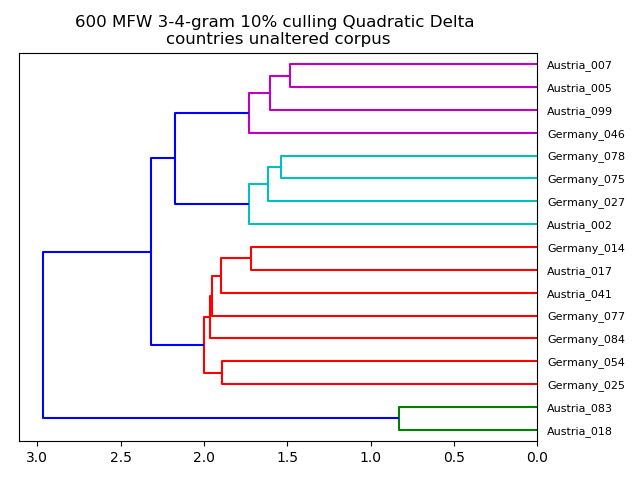 600 MFW 3-4-gram 10% culling Quadratic Delta
countries unaltered corpus
Austria_007
Austria_005
Austria_099
Germany_046
Germany_078
Germany_075
Germany_027
Austria_002
Germany_014
Austria_017
Austria_041
Germany_077
Germany_084
Germany_054
Germany_025
Austria_083
Austria_018
3.0 2.5 2.0 1.5 1.0 0.5 0.0